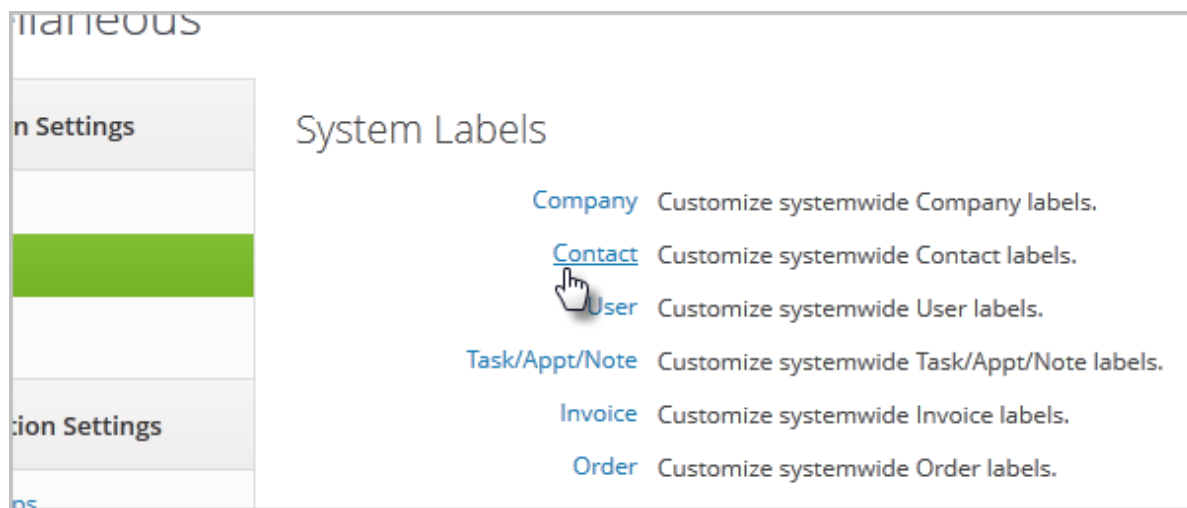 ellaneous
n Settings
System Labels
Company Customize systemwide Company labels.
Contact Customize systemwide Contact labels.
User Customize systemwide User labels.
Task/Appt/Note Customize systemwide Task/Appt/Note labels.
Invoice Customize systemwide Invoice labels.
tion Settings
Order Customize systemwide Order labels.
ps